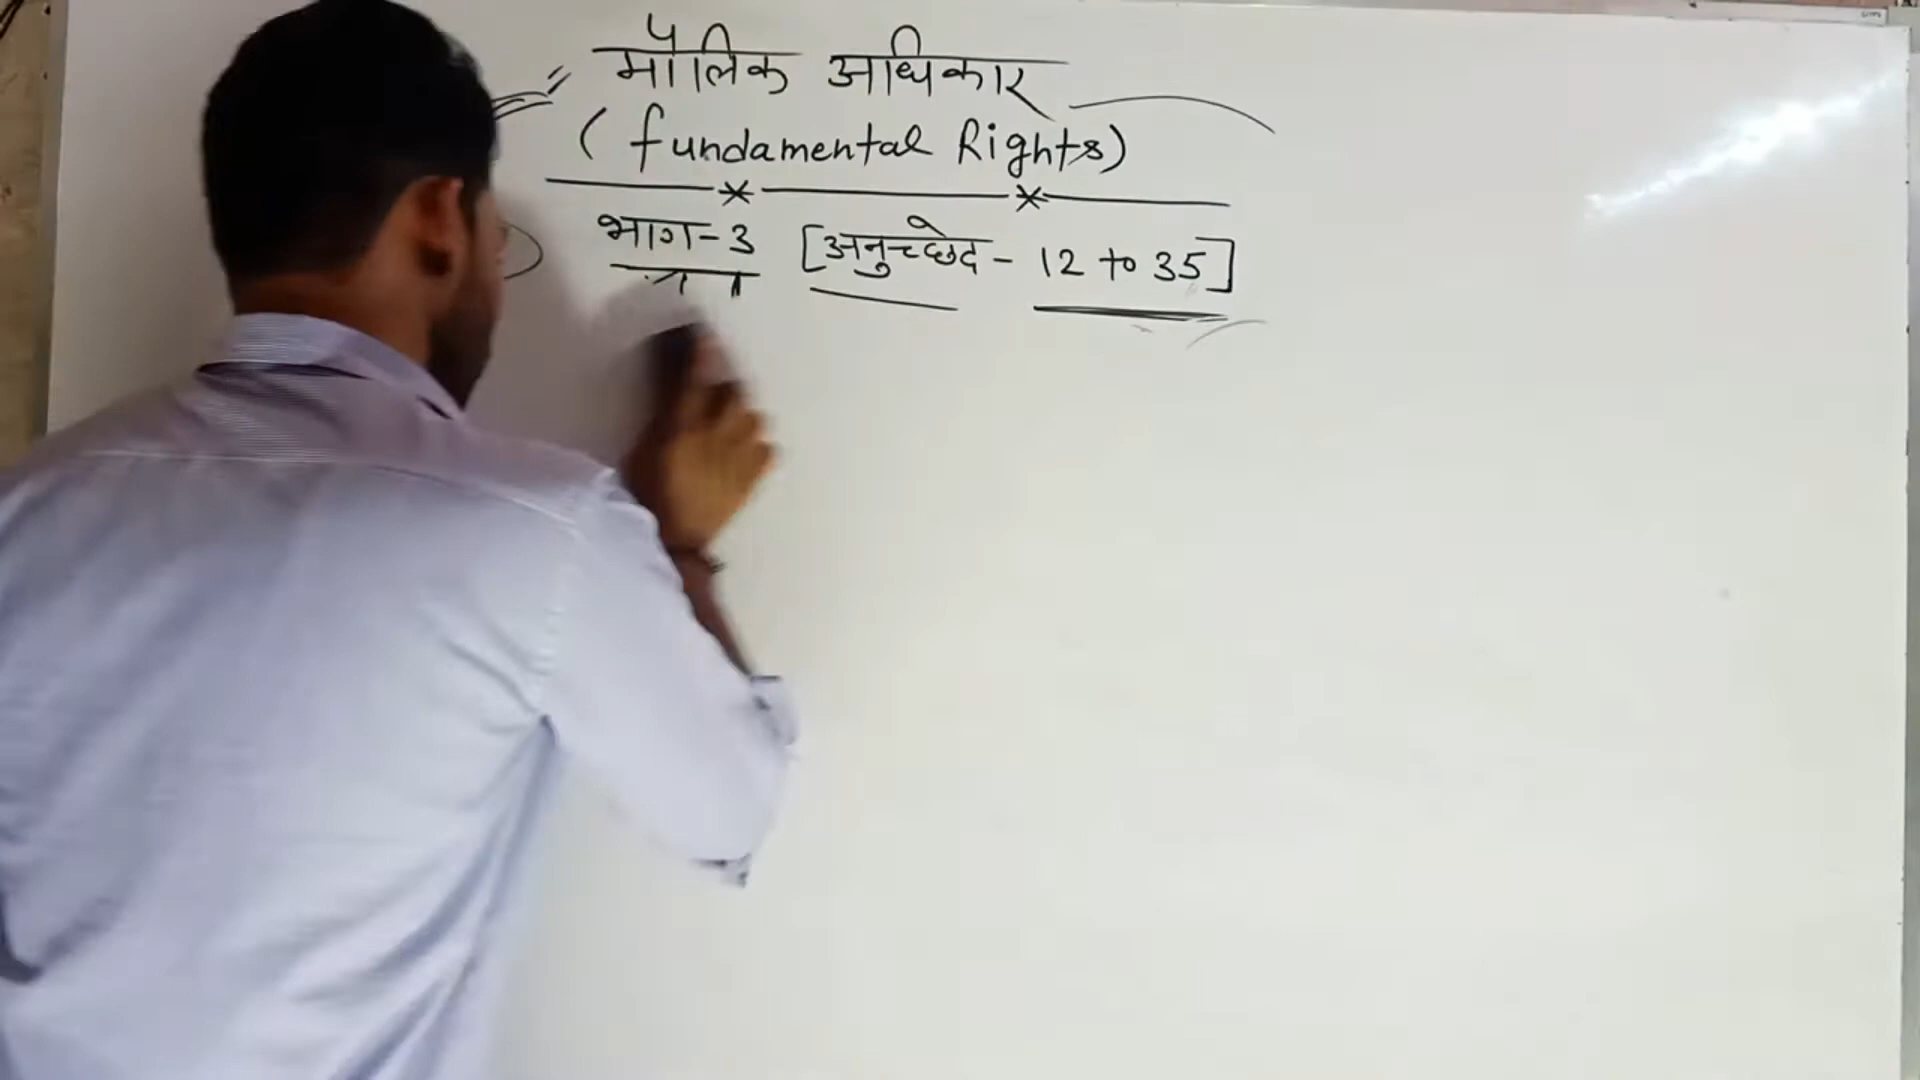 मौलिक अधिकार
(fundamental Rights)
भाग-3 [अनुच्छेद - 12 to 35]